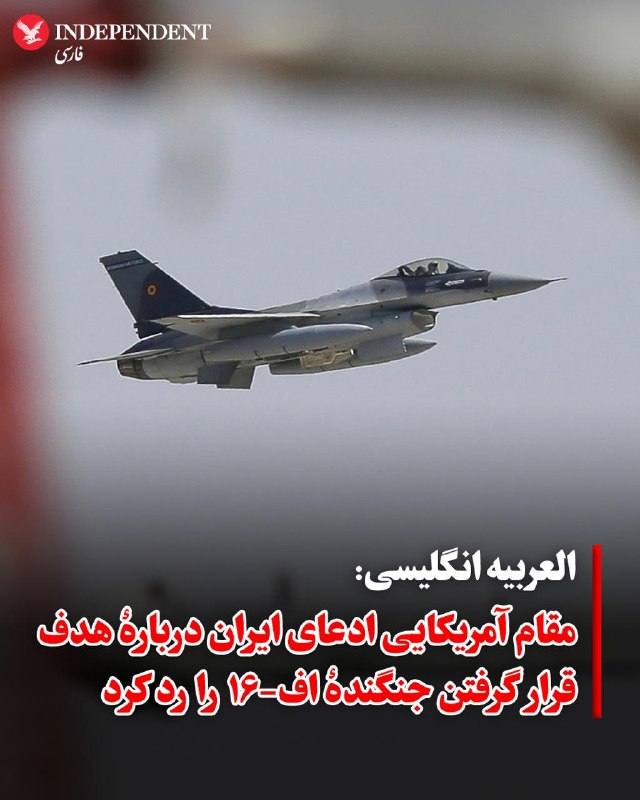 INDEPENDENT
فارسی
العربیه انگلیسی:
مقام آمریکایی ادعای ایران دربارهٔ هدف
قرار گرفتن جنگندهٔ اف-۱۶ را رد کرد